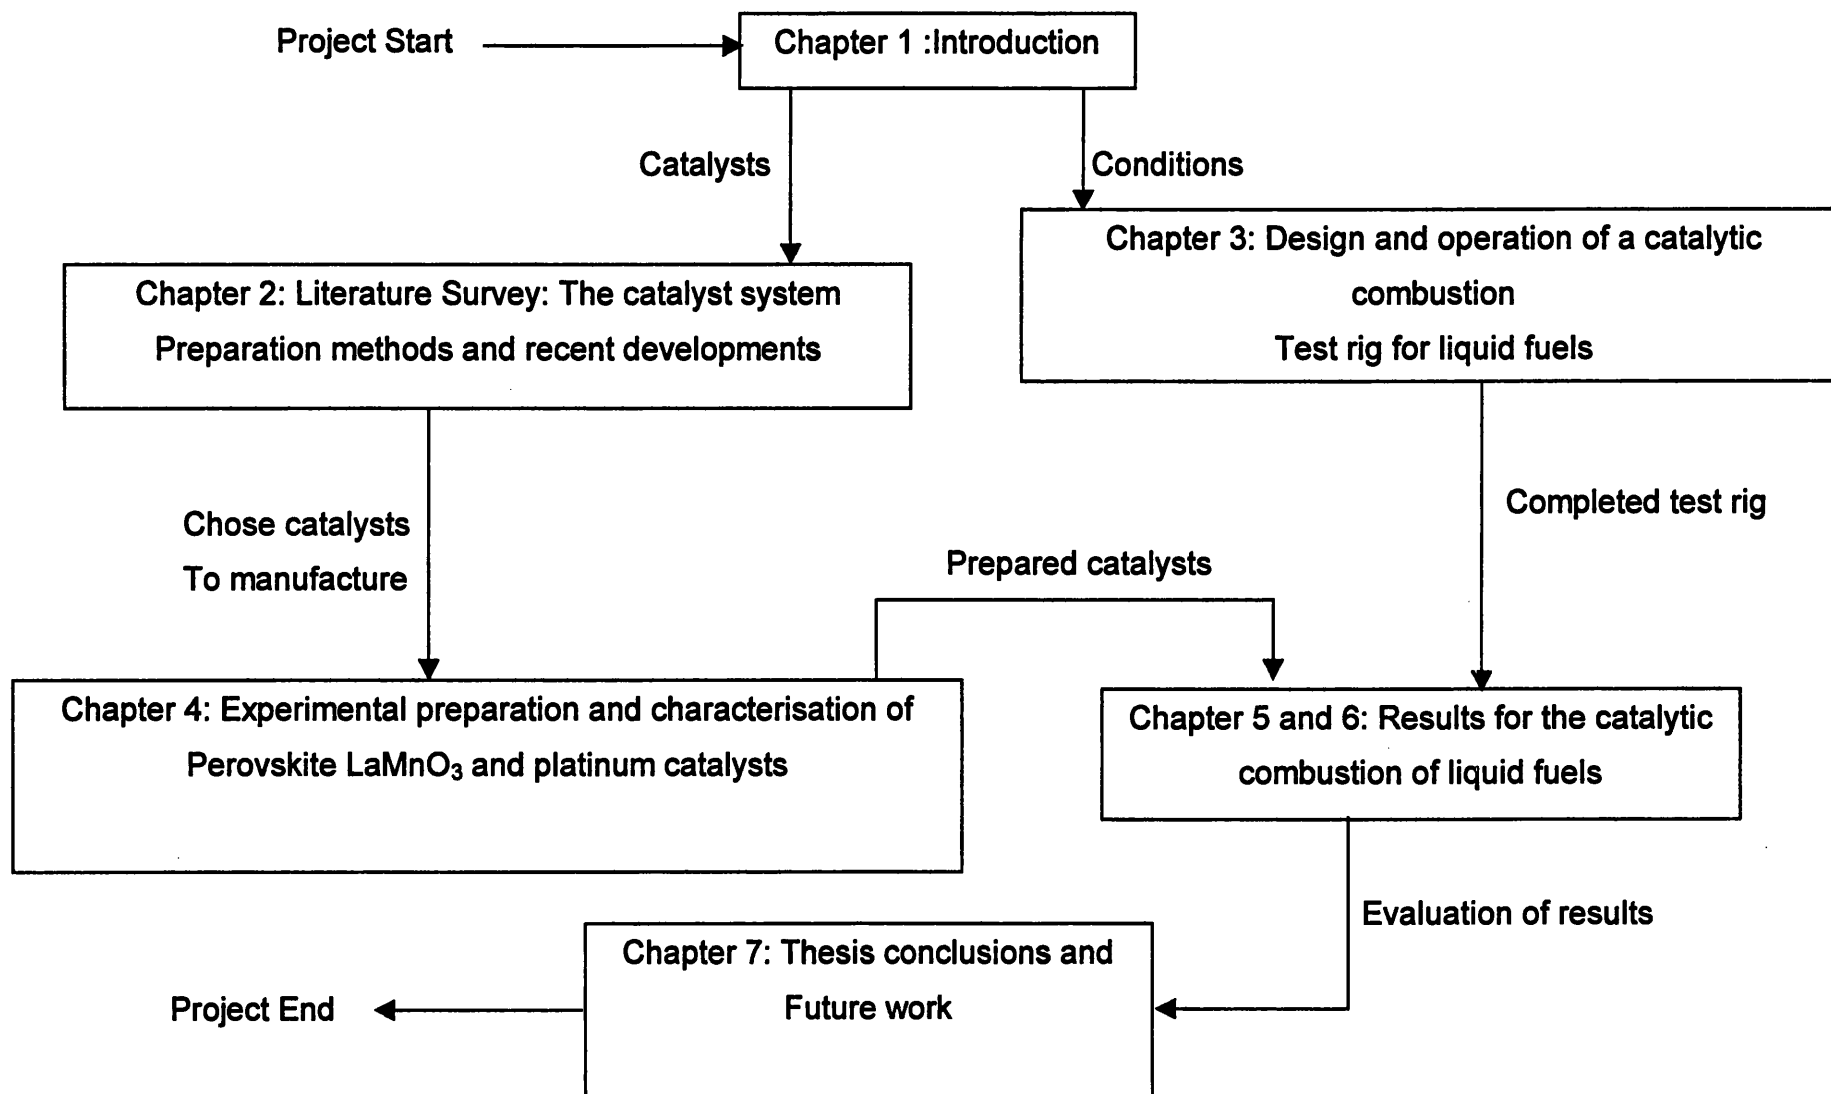 Project Start
Chapter 1 :Introduction
Catalysts
Conditions
Chapter 3: Design and operation of a catalytic
combustion
Test rig for liquid fuels
Chapter 2: Literature Survey: The catalyst system
Preparation methods and recent developments
Completed test rig
Chose catalysts
To manufacture
Prepared catalysts
Chapter 4: Experimental preparation and characterisation of
Perovskite LaMnO₃ and platinum catalysts
Chapter 5 and 6: Results for the catalytic
combustion of liquid fuels
Evaluation of results
Chapter 7: Thesis conclusions and
Future work
Project End